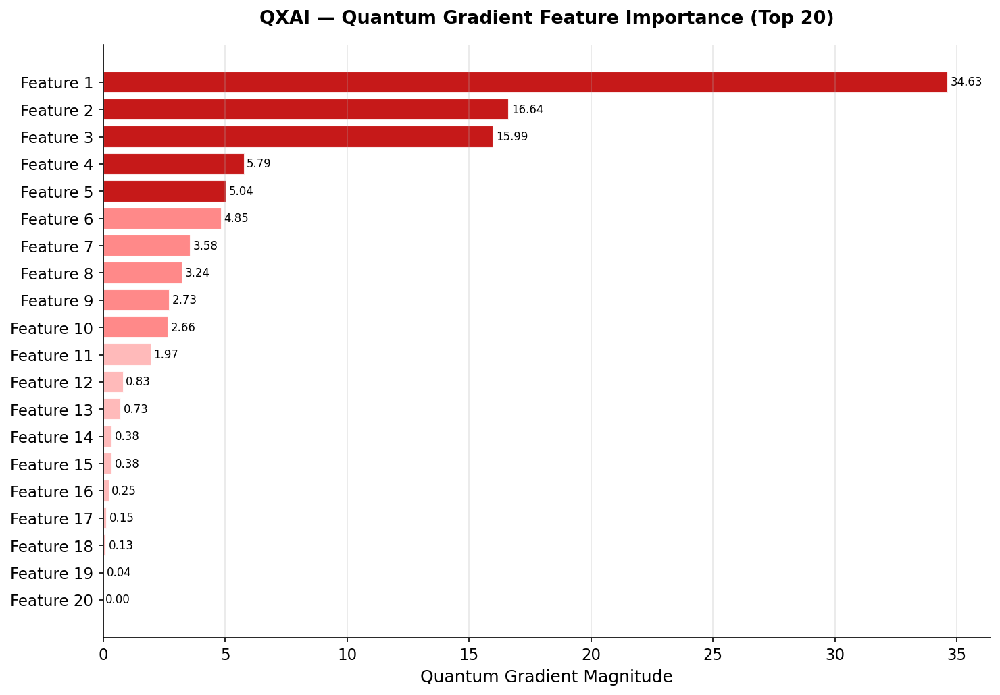 QXAI — Quantum Gradient Feature Importance (Top 20)
Feature 1 34.63
Feature 2 16.64
Feature 3 15.99
Feature 4 5.79
Feature 5 5.04
Feature 6 4.85
Feature 7 3.58
Feature 8 3.24
Feature 9 2.73
Feature 10 2.66
Feature 11 1.97
Feature 12 0.83
Feature 13 0.73
Feature 14 0.38
Feature 15 0.38
Feature 16 0.25
Feature 17 0.15
Feature 18 0.13
Feature 19 0.04
Feature 20 0.00
0 5 10 15 20 25 30 35
Quantum Gradient Magnitude